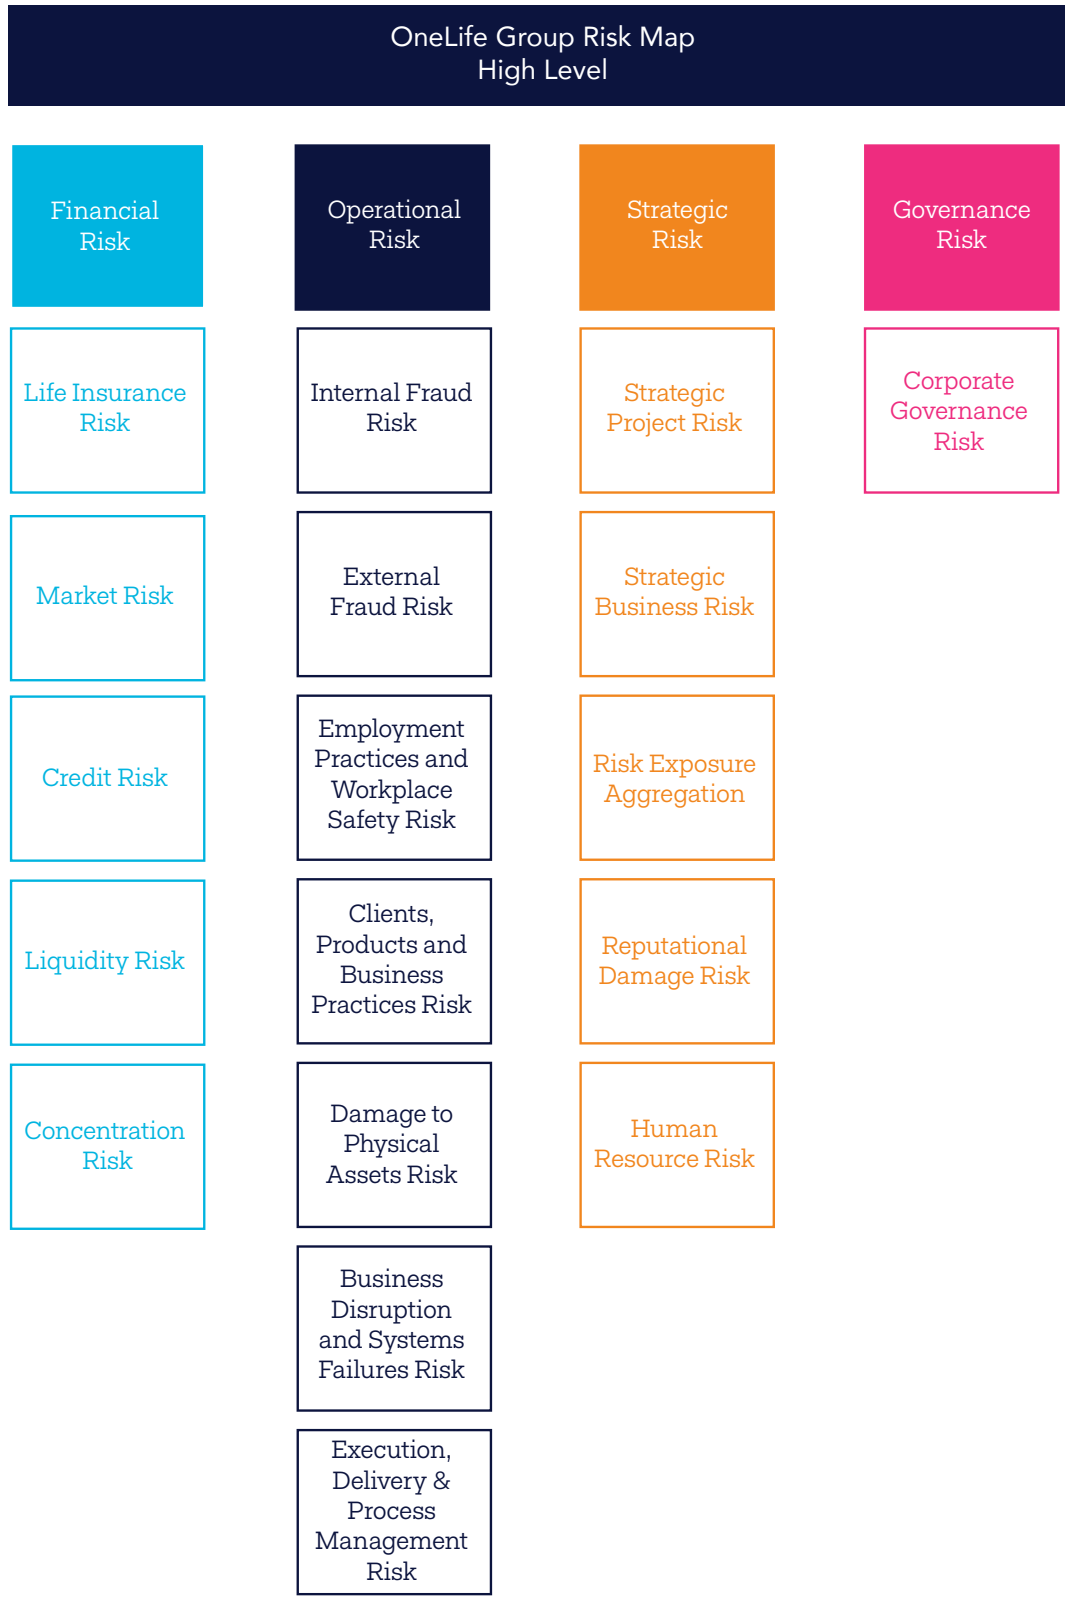 OneLife Group Risk Map
High Level
Financial
Risk
Life Insurance
Risk
Market Risk
Credit Risk
Liquidity Risk
Concentration
Risk
Operational
Risk
Internal Fraud
Risk
External
Fraud Risk
Employment
Practices and
Workplace
Safety Risk
Clients,
Products and
Business
Practices Risk
Damage to
Physical
Assets Risk
Business
Disruption
and Systems
Failures Risk
Execution,
Delivery &
Process
Management
Risk
Strategic
Risk
Strategic
Project Risk
Strategic
Business Risk
Risk Exposure
Aggregation
Reputational
Damage Risk
Human
Resource Risk
Governance
Risk
Corporate
Governance
Risk